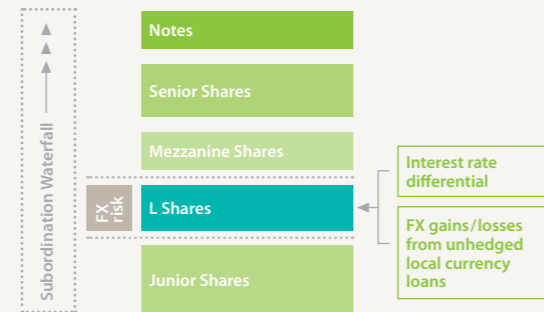 Subordination Waterfall
Notes
Senior Shares
Mezzanine Shares
FX
risk
L Shares
Junior Shares
Interest rate
differential
FX gains/losses
from unhedged
local currency
loans